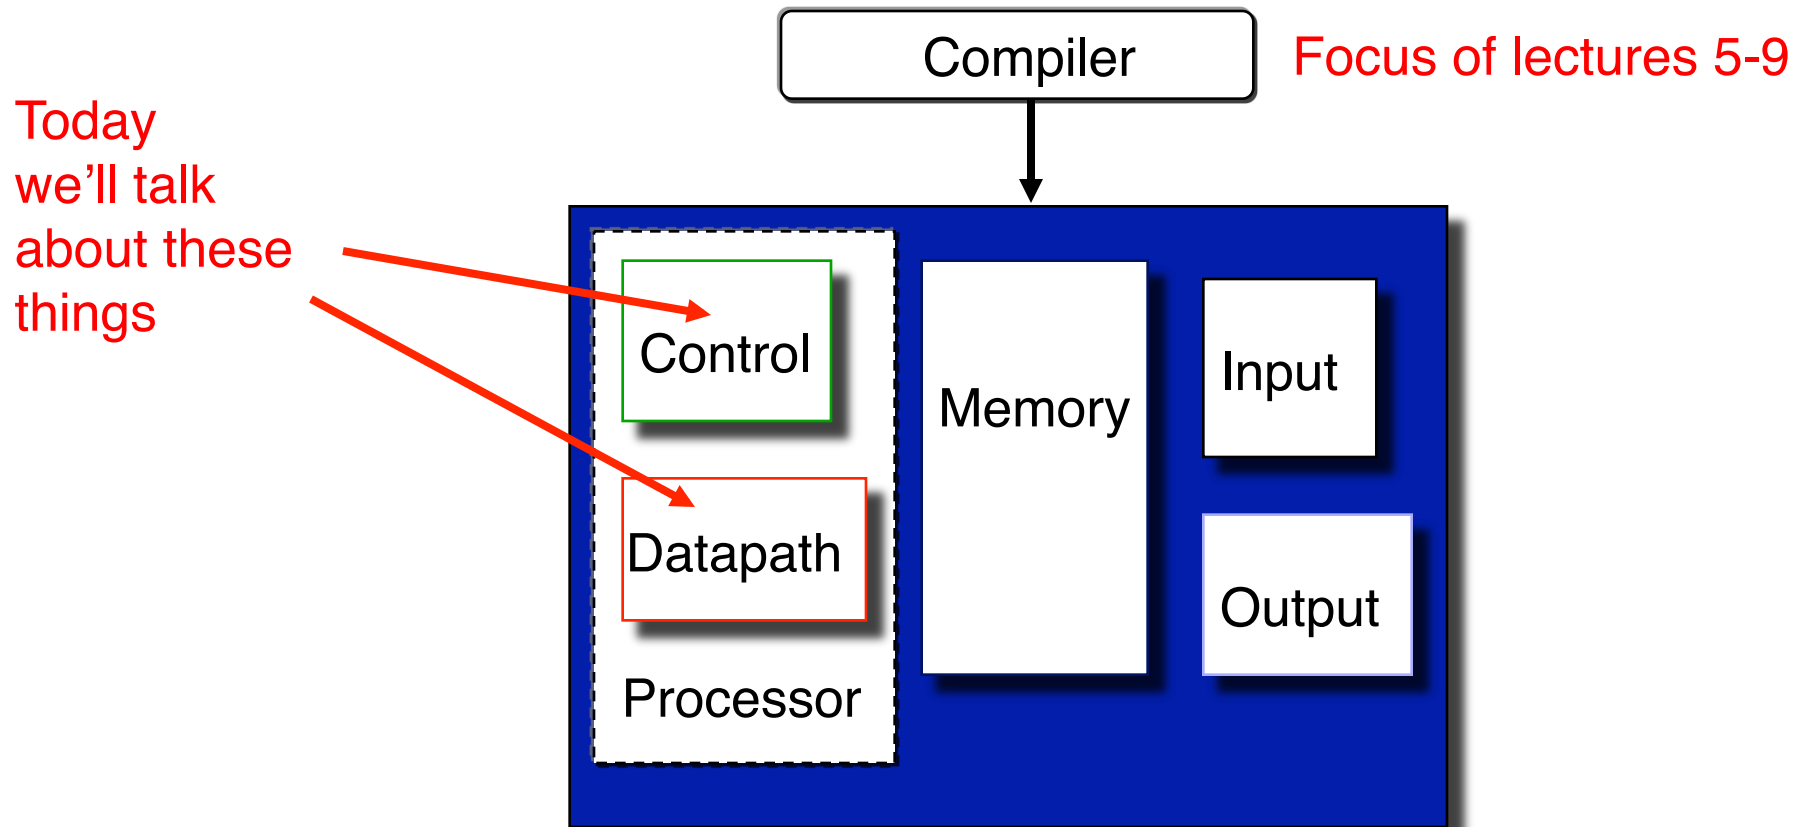 Compiler
Focus of lectures 5-9
Today
we'll talk
about these
things
Control
Datapath
Processor
Memory
Input
Output